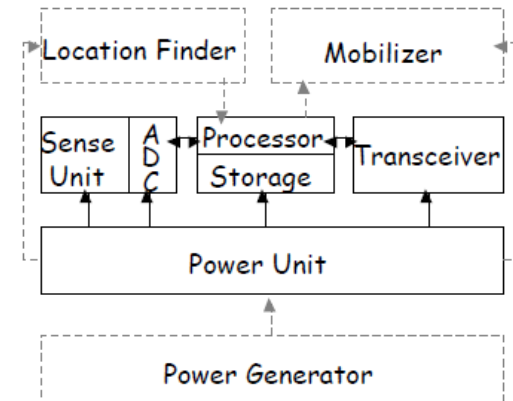 Location Finder
Mobilizer
Sense
Unit
A
D
C
Processor
Storage
Transceiver
Power Unit
Power Generator